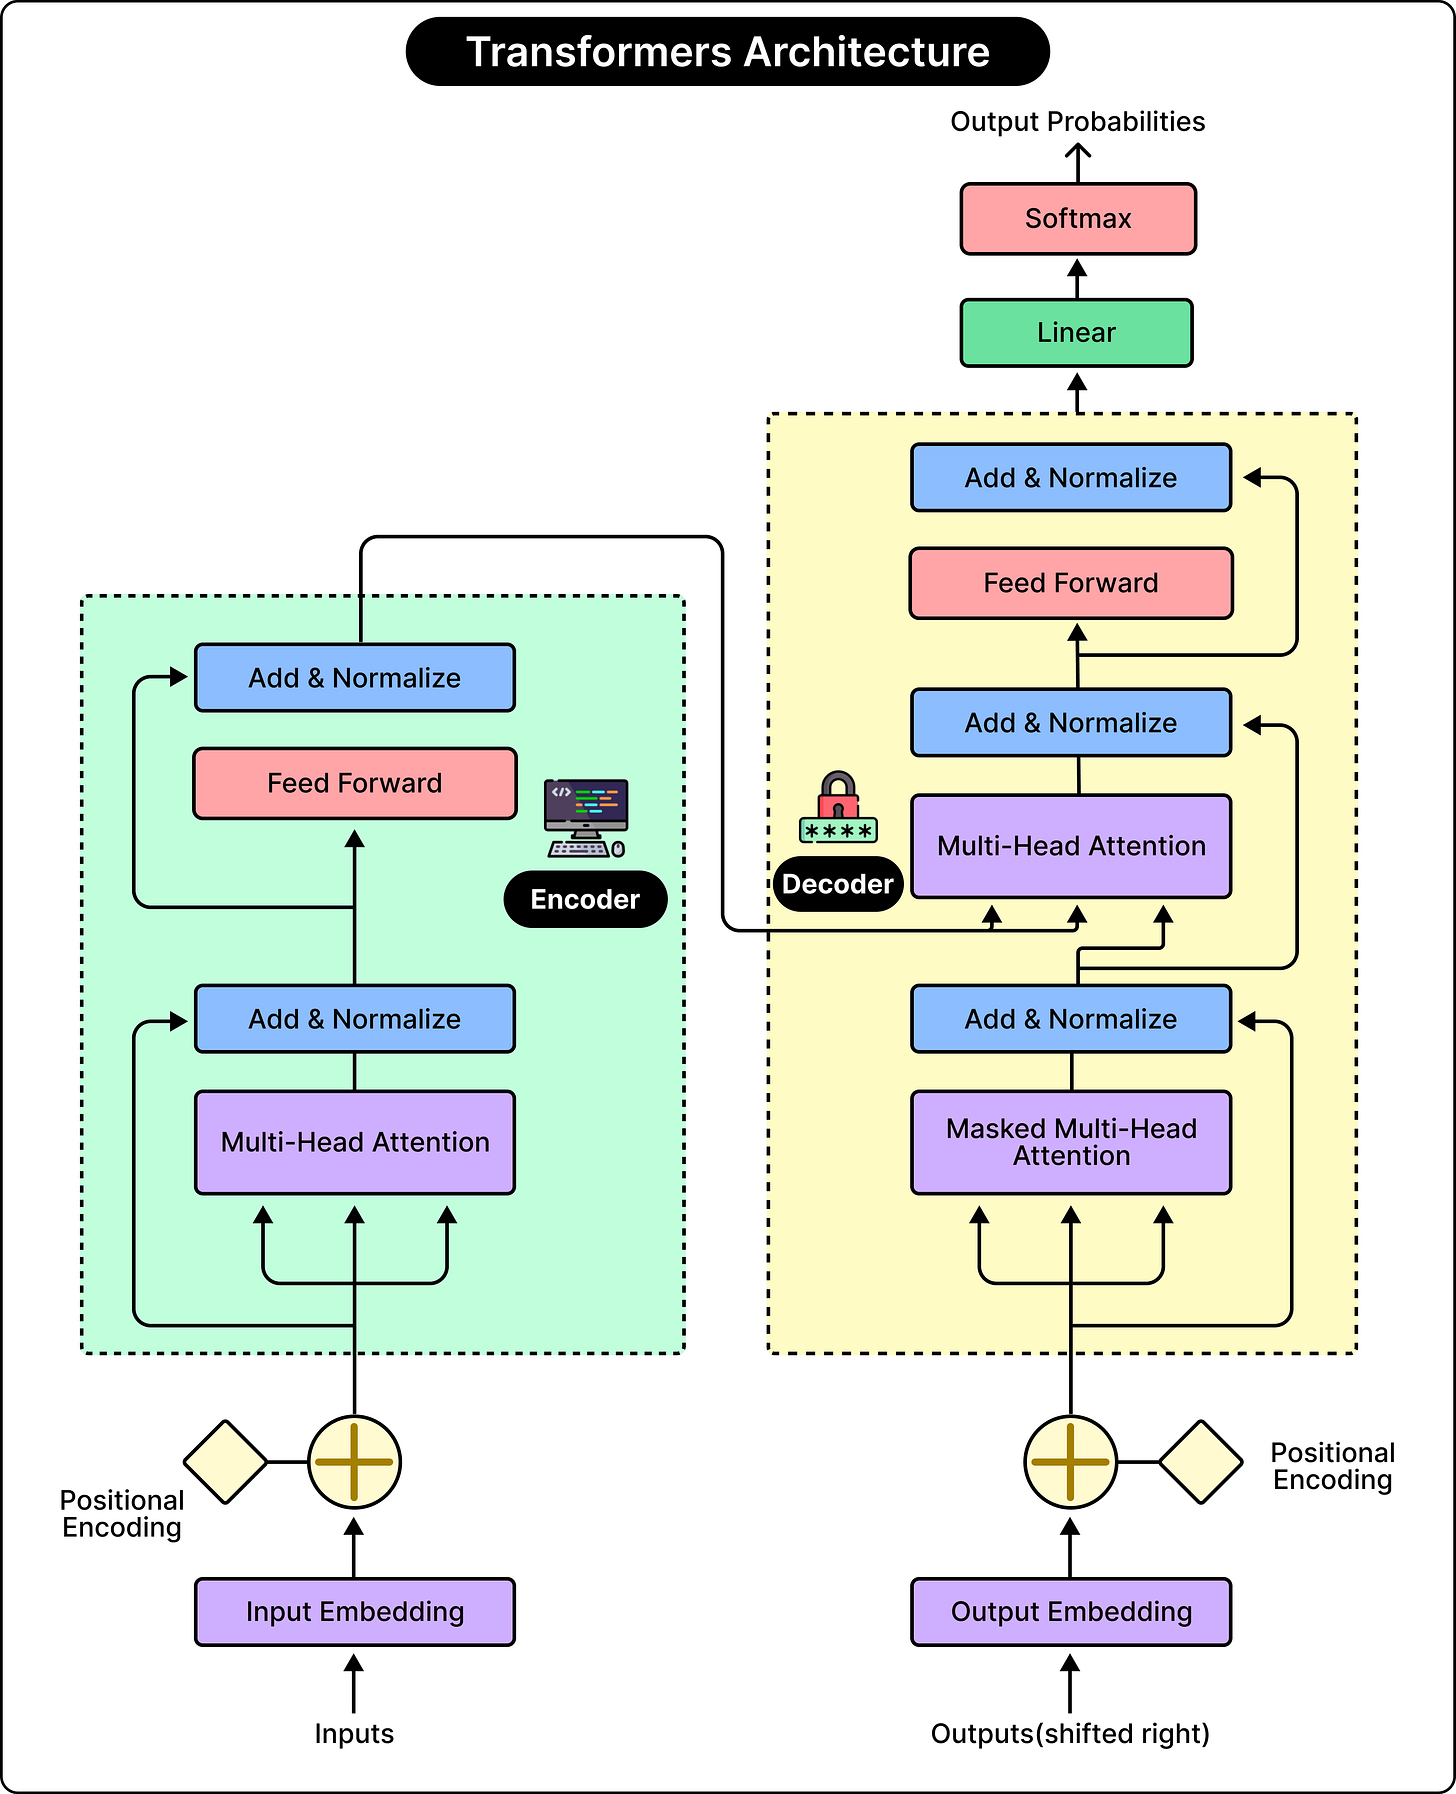 Transformers Architecture
Output Probabilities
Softmax
Linear
Add & Normalize
Feed Forward
Add & Normalize
Multi-Head Attention
Decoder
****
Add & Normalize
Masked Multi-Head
Attention
Positional
Encoding
Output Embedding
Outputs(shifted right)
Add & Normalize
Feed Forward
</>
Encoder
Add & Normalize
Multi-Head Attention
Positional
Encoding
Input Embedding
Inputs